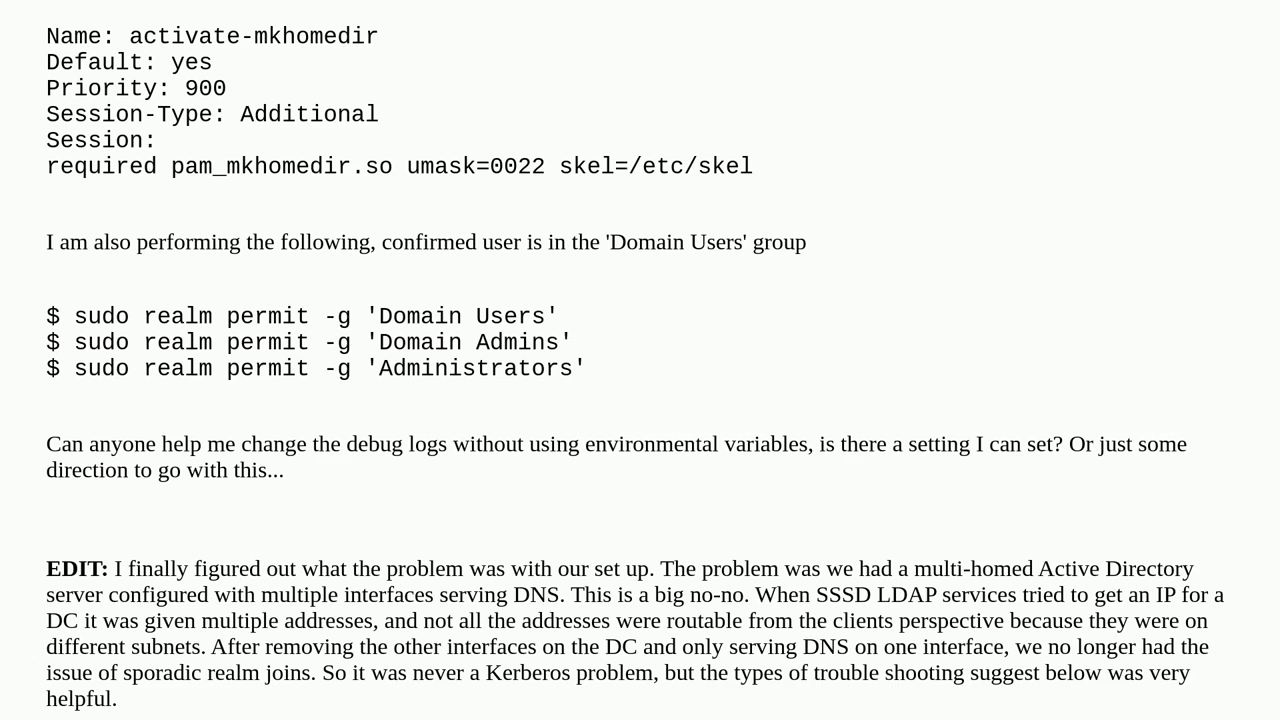 Name: activate-mkhomedir
Default: yes
Priority: 900
Session-Type: Additional
Session:
required pam_mkhomedir.so umask=0022 skel=/etc/skel
I am also performing the following, confirmed user is in the 'Domain Users' group
$ sudo realm permit -g 'Domain Users'
$ sudo realm permit -g 'Domain Admins'
$ sudo realm permit -g 'Administrators'
Can anyone help me change the debug logs without using environmental variables, is there a setting I can set? Or just some
direction to go with this...
EDIT: I finally figured out what the problem was with our set up. The problem was we had a multi-homed Active Directory
server configured with multiple interfaces serving DNS. This is a big no-no. When SSSD LDAP services tried to get an IP for a
DC it was given multiple addresses, and not all the addresses were routable from the clients perspective because they were on
different subnets. After removing the other interfaces on the DC and only serving DNS on one interface, we no longer had the
issue of sporadic realm joins. So it was never a Kerberos problem, but the types of trouble shooting suggest below was very
helpful.